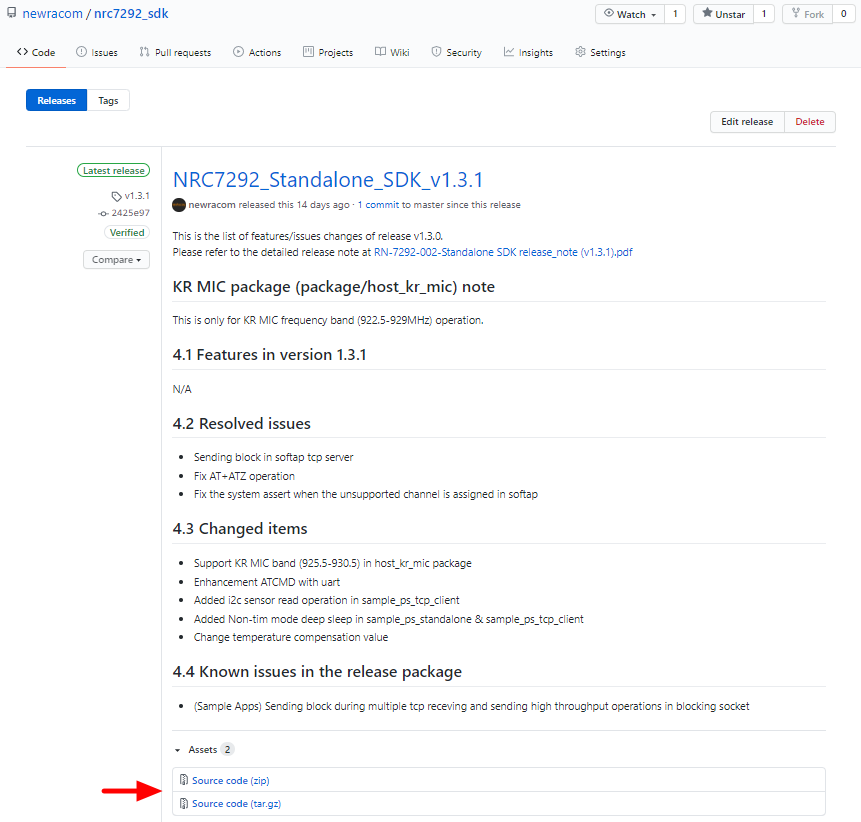 newracom / nrc7292_sdk
Watch 1 Unstar 1 Fork 0
Code Issues Pull requests Actions Projects Wiki Security Insights Settings
Releases Tags
Edit release Delete
Latest release
v1.3.1
2425e97
Verified
Compare
NRC7292_Standalone_SDK_v1.3.1
newracom released this 14 days ago · 1 commit to master since this release
This is the list of features/issues changes of release v1.3.0.
Please refer to the detailed release note at RN-7292-002-Standalone SDK release_note (v1.3.1).pdf
KR MIC package (package/host_kr_mic) note
This is only for KR MIC frequency band (922.5-929MHz) operation.
4.1 Features in version 1.3.1
N/A
4.2 Resolved issues
• Sending block in softap tcp server
• Fix AT+ATZ operation
• Fix the system assert when the unsupported channel is assigned in softap
4.3 Changed items
• Support KR MIC band (925.5-930.5) in host_kr_mic package
• Enhancement ATCMD with uart
• Added i2c sensor read operation in sample_ps_tcp_client
• Added Non-tim mode deep sleep in sample_ps_standalone & sample_ps_tcp_client
• Change temperature compensation value
4.4 Known issues in the release package
• (Sample Apps) Sending block during multiple tcp receving and sending high throughput operations in blocking socket
Assets 2
Source code (zip)
Source code (tar.gz)